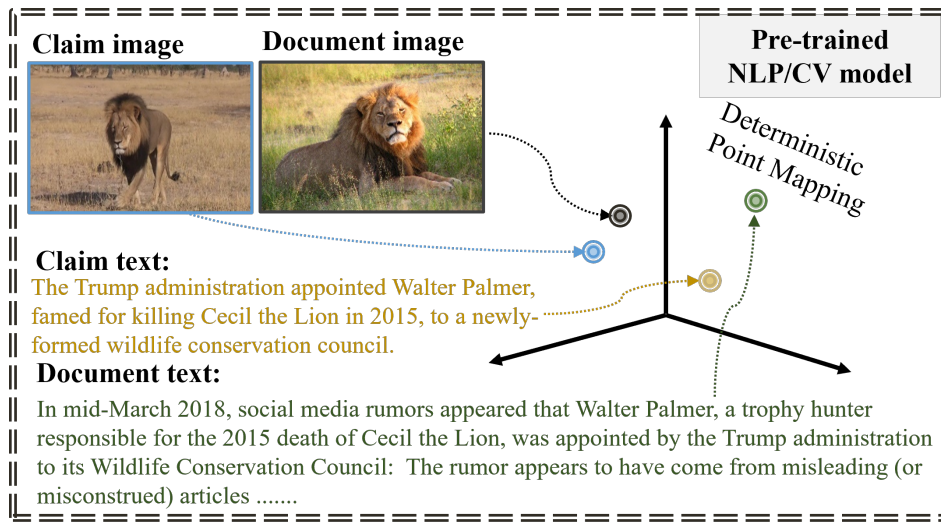 Claim image
Document image
Pre-trained
NLP/CV model
Deterministic
Point Mapping
Claim text:
The Trump administration appointed Walter Palmer,
famed for killing Cecil the Lion in 2015, to a newly-
formed wildlife conservation council.
Document text:
In mid-March 2018, social media rumors appeared that Walter Palmer, a trophy hunter
responsible for the 2015 death of Cecil the Lion, was appointed by the Trump administration
to its Wildlife Conservation Council:  The rumor appears to have come from misleading (or
misconstrued) articles .......